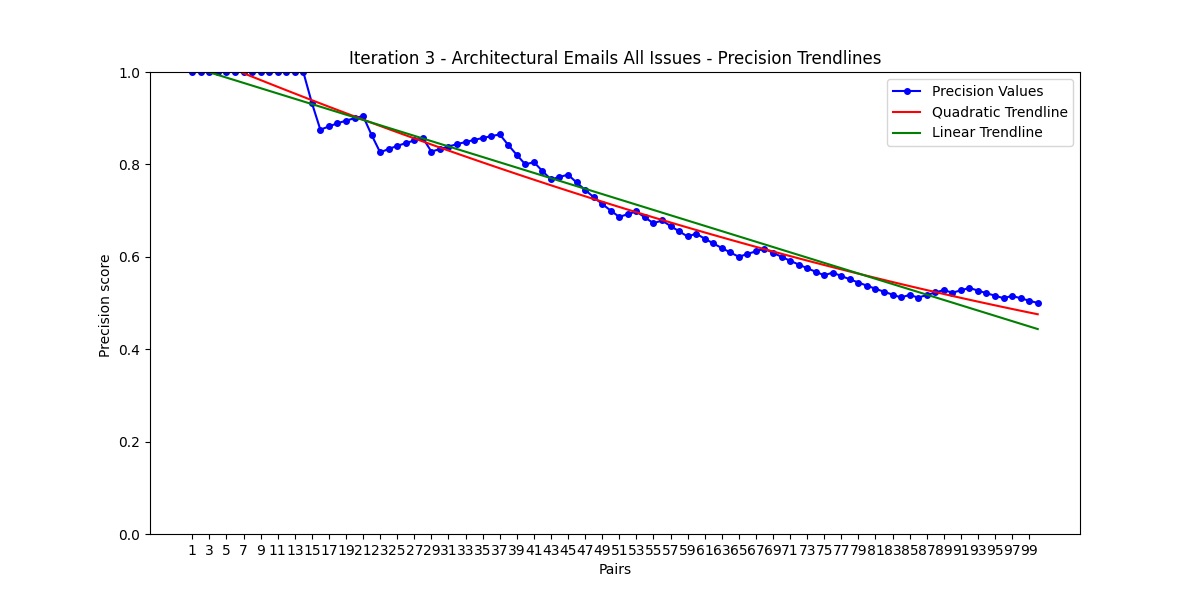 Iteration 3 - Architectural Emails All Issues - Precision Trendlines
Precision Values
Quadratic Trendline
Linear Trendline
Precision score
1.0
0.8
0.6
0.4
0.2
0.0
1 3 5 7 9 11 13 15 17 19 21 23 25 27 29 31 33 35 37 39 41 43 45 47 49 51 53 55 57 59 61 63 65 67 69 71 73 75 77 79 81 83 85 87 89 91 93 95 97 99
Pairs